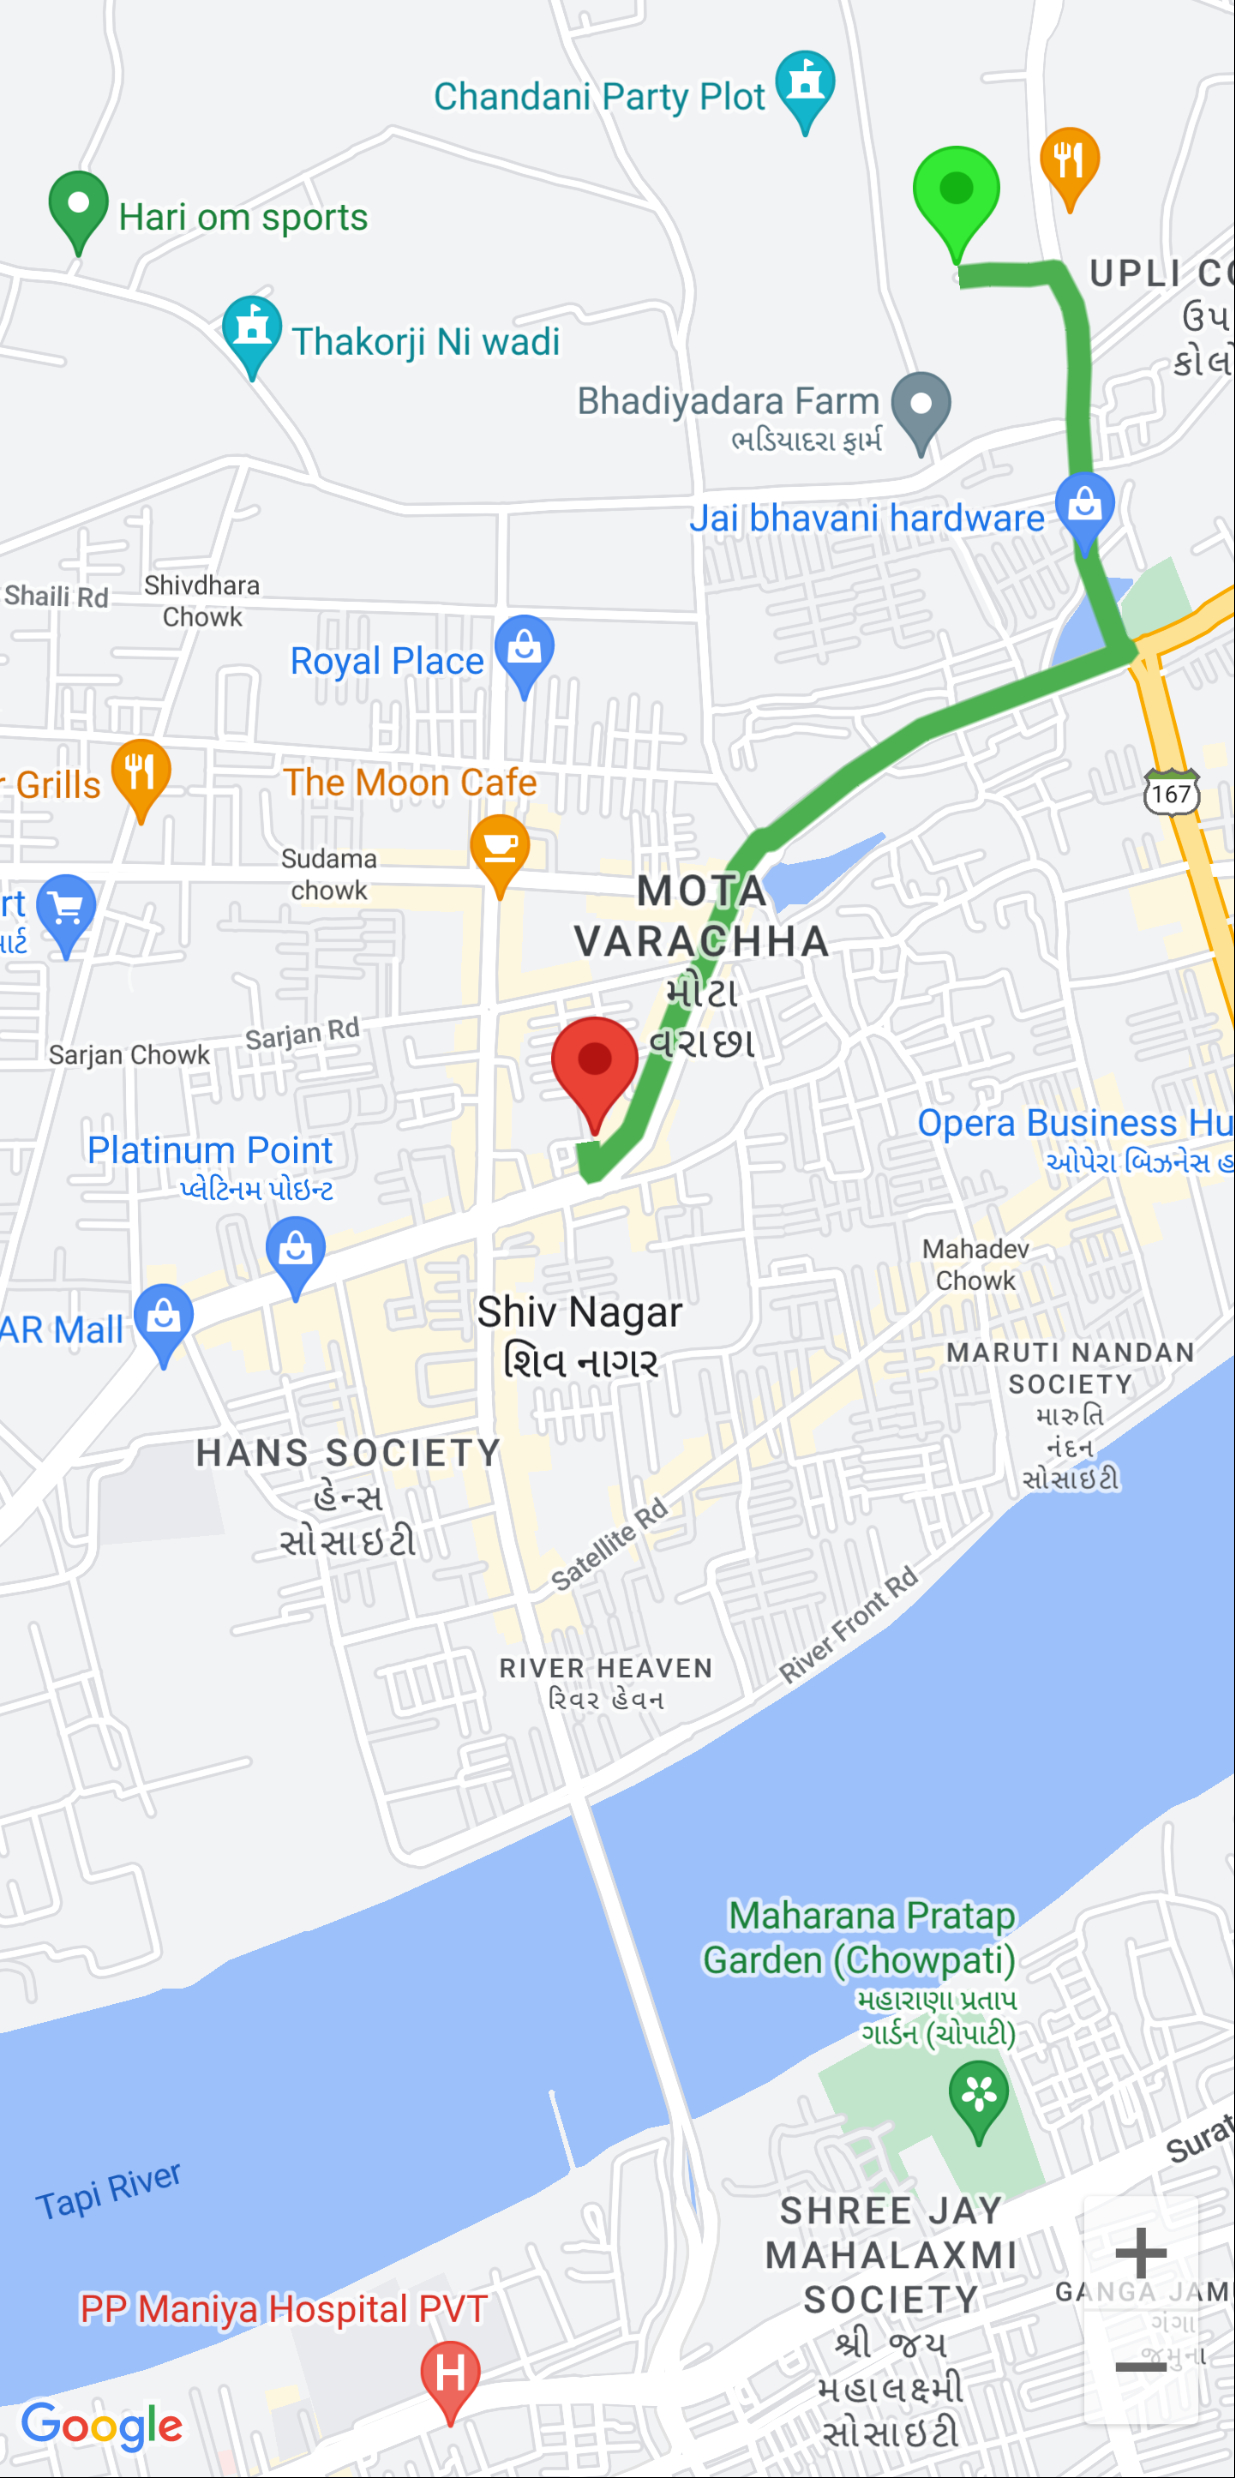 Chandani Party Plot
Hari om sports
UPLI CO
ઉપ
કોલો
Thakorji Ni wadi
Bhadiyadara Farm
ભડિયાદરા ફાર્મ
Jai bhavani hardware
Shaili Rd
Shivdhara
Chowk
Royal Place
r Grills
The Moon Cafe
167
Sudama
chowk
MOTA
VARACHHA
મોટા
વરાછા
rt
ાર્ટ
Sarjan Rd
Sarjan Chowk
Platinum Point
પ્લેટિનમ પોઇન્ટ
Opera Business Hu
ઓપેરા બિઝનેસ હ
Mahadev
Chowk
AR Mall
Shiv Nagar
શિવ નાગર
MARUTI NANDAN
SOCIETY
મારુતિ
નંદન
સોસાઇટી
HANS SOCIETY
હેન્સ
સોસાઇટી
Satellite Rd
River Front Rd
RIVER HEAVEN
રિવર હેવન
Maharana Pratap
Garden (Chowpati)
મહારાણા પ્રતાપ
ગાર્ડન (ચોપાટી)
Surat
Tapi River
SHREE JAY
MAHALAXMI
SOCIETY
શ્રી જય
મહાલક્ષ્મી
સોસાઇટી
GANGA JAM
ગંગા
જમુના
PP Maniya Hospital PVT
H
Google